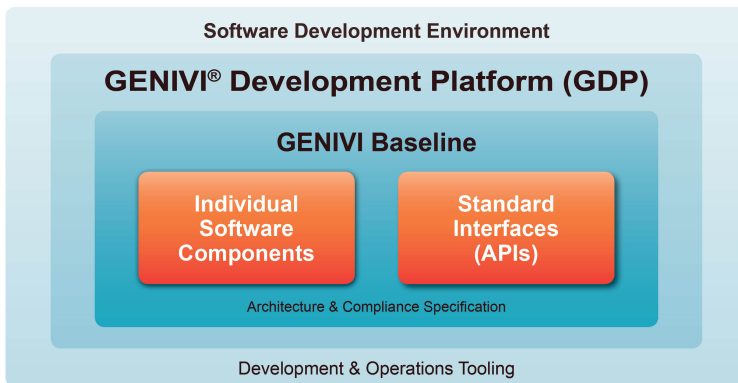 Software Development Environment
GENIVI® Development Platform (GDP)
GENIVI Baseline
Individual
Software
Components
Standard
Interfaces
(APIs)
Architecture & Compliance Specification
Development & Operations Tooling